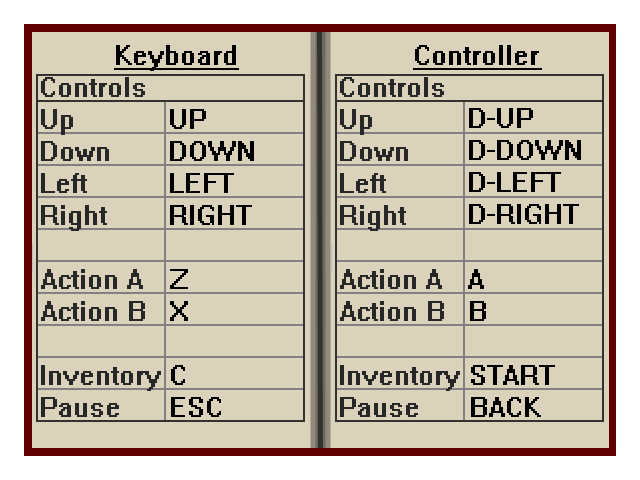 Keyboard
Controls
Up UP
Down DOWN
Left LEFT
Right RIGHT
Action A Z
Action B X
Inventory C
Pause ESC
Controller
Controls
Up D-UP
Down D-DOWN
Left D-LEFT
Right D-RIGHT
Action A A
Action B B
Inventory START
Pause BACK